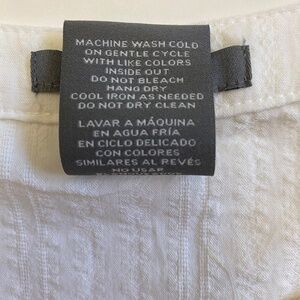 MACHINE WASH COLD
ON GENTLE CYCLE
WITH LIKE COLORS
INSIDE OUT
DO NOT BLEACH
HANG DRY
COOL IRON AS NEEDED
DO NOT DRY CLEAN
LAVAR A MÁQUINA
EN AGUA FRÍA
EN CICLO DELICADO
CON COLORES
SIMILARES AL REVÉS
NO USAR